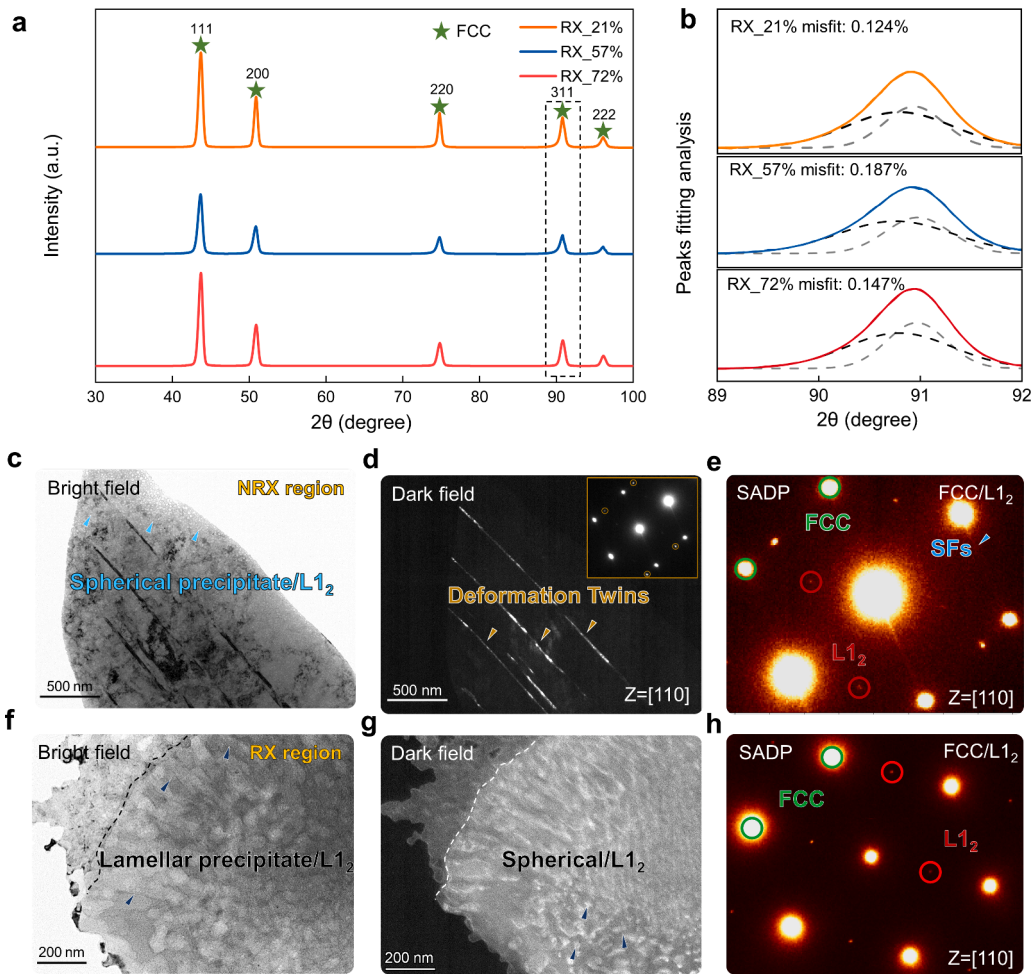 a
FCC
RX_21%
RX_57%
RX_72%
111
200
220
311
222
Intensity (a.u.)
30 40 50 60 70 80 90 100
2θ (degree)
b
RX_21% misfit: 0.124%
RX_57% misfit: 0.187%
RX_72% misfit: 0.147%
Peaks fitting analysis
89 90 91 92
2θ (degree)
c
Bright field
NRX region
Spherical precipitate/L1₂
500 nm
d
Dark field
Deformation Twins
500 nm
Z=[110]
e
SADP
FCC/L1₂
FCC
SFs
L1₂
Z=[110]
f
Bright field
RX region
Lamellar precipitate/L1₂
200 nm
g
Dark field
Spherical/L1₂
200 nm
h
SADP
FCC/L1₂
FCC
L1₂
Z=[110]